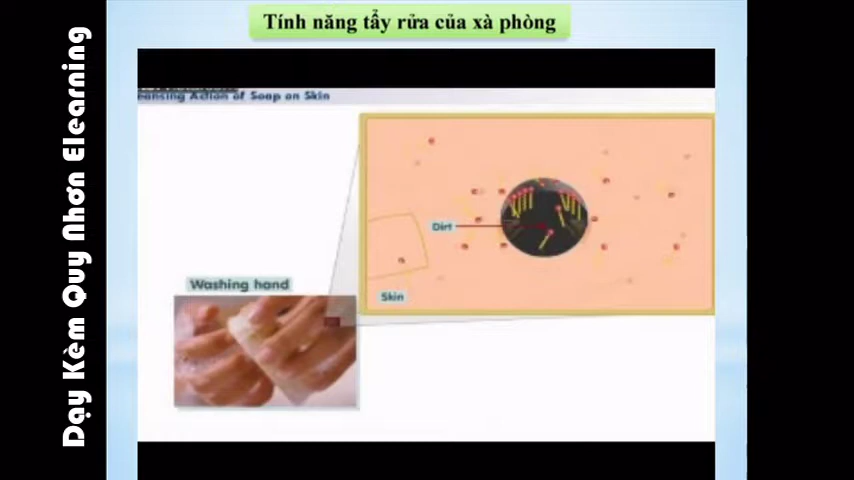 Tính năng tẩy rửa của xà phòng
Dạy Kèm Quy Nhơn Elearning
eansing Action of Soap on Skin
Dirt
Washing hand
Skin